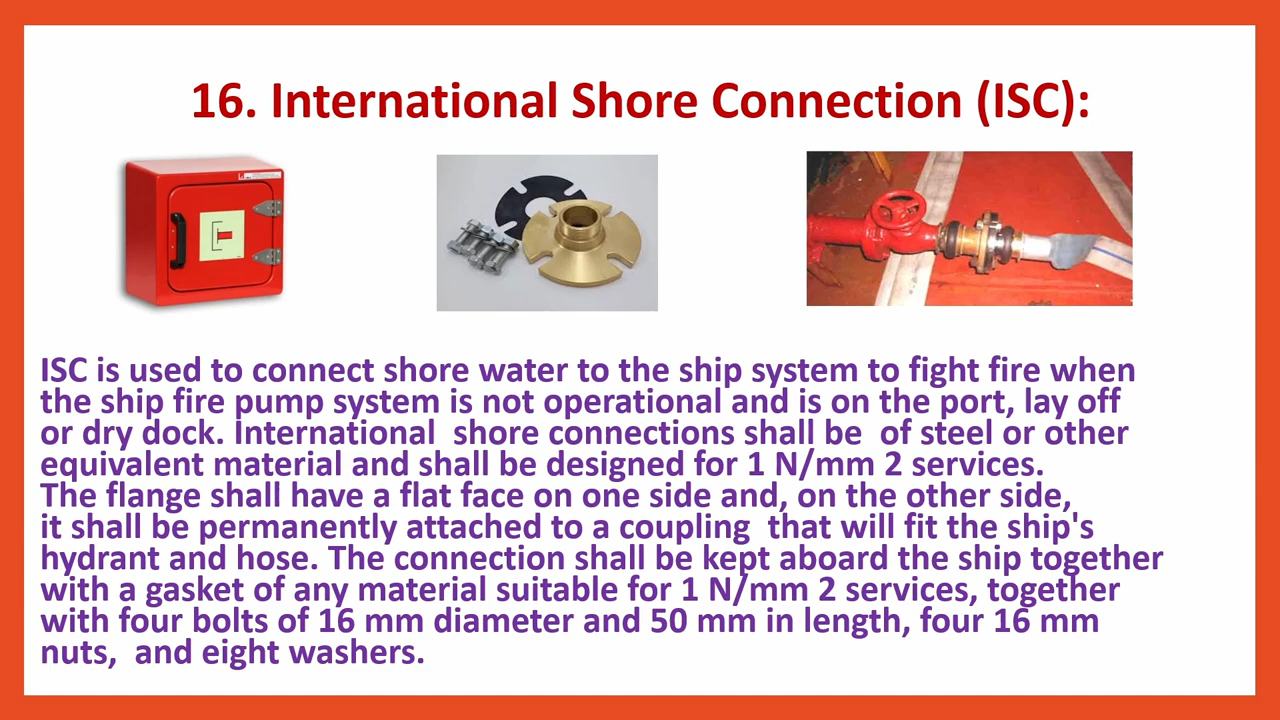 16. International Shore Connection (ISC):
ISC is used to connect shore water to the ship system to fight fire when
the ship fire pump system is not operational and is on the port, lay off
or dry dock. International  shore connections shall be  of steel or other
equivalent material and shall be designed for 1 N/mm 2 services.
The flange shall have a flat face on one side and, on the other side,
it shall be permanently attached to a coupling  that will fit the ship's
hydrant and hose. The connection shall be kept aboard the ship together
with a gasket of any material suitable for 1 N/mm 2 services, together
with four bolts of 16 mm diameter and 50 mm in length, four 16 mm
nuts,  and eight washers.